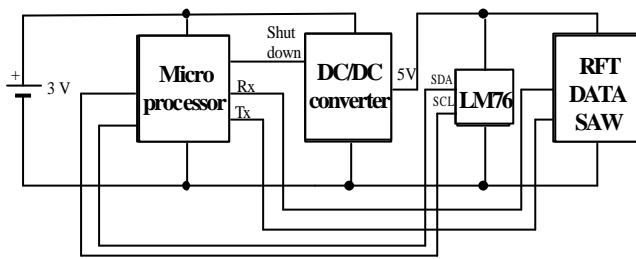 +
3 V
Micro
processor
Shut
down
Rx
Tx
DC/DC
converter
5V
SDA
SCL
LM76
RFT
DATA
SAW